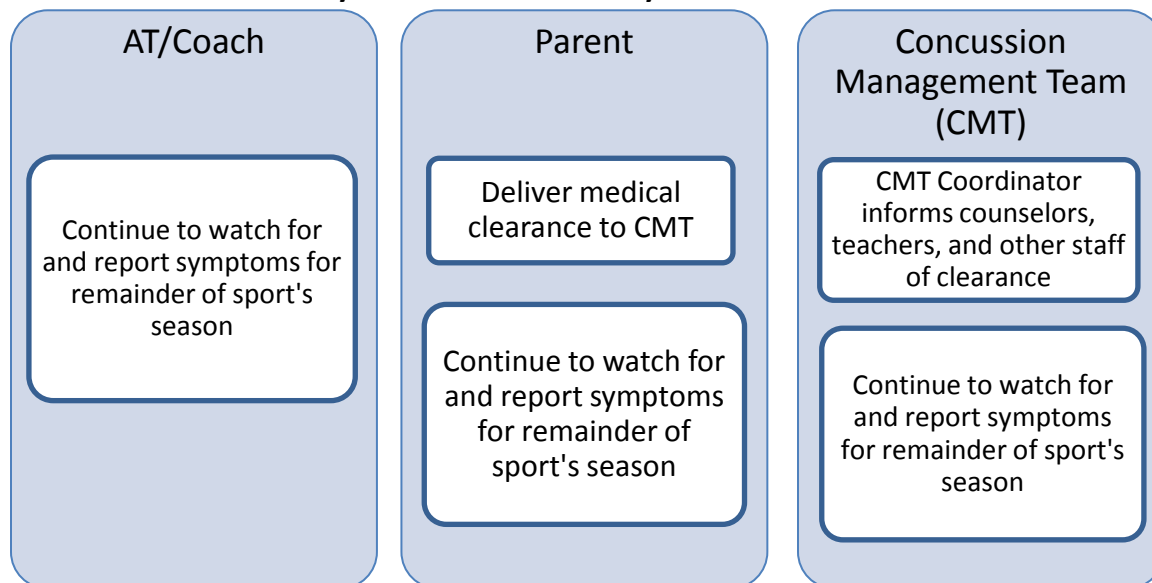 AT/Coach
Continue to watch for
and report symptoms for
remainder of sport's
season
Parent
Deliver medical
clearance to CMT
Continue to watch for
and report symptoms
for remainder of
sport's season
Concussion
Management Team
(CMT)
CMT Coordinator
informs counselors,
teachers, and other staff
of clearance
Continue to watch for
and report symptoms
for remainder of sport's
season